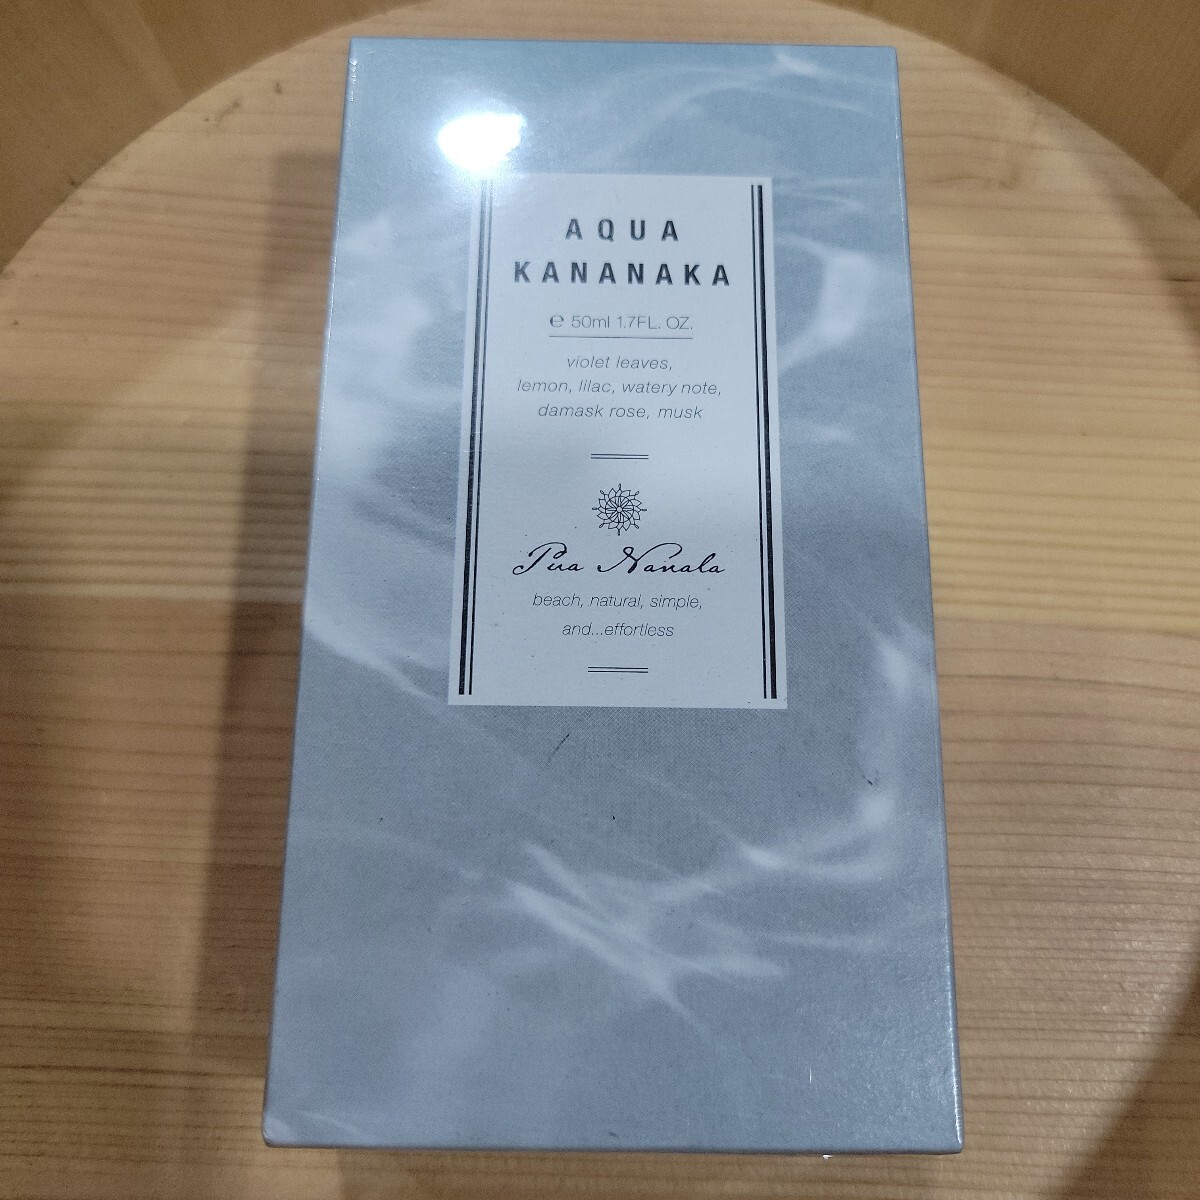 AQUA
KANANAKA
℮ 50ml 1.7FL. OZ.
violet leaves,
lemon, lilac, watery note,
damask rose, musk
Pua Nanala
beach, natural, simple,
and...effortless